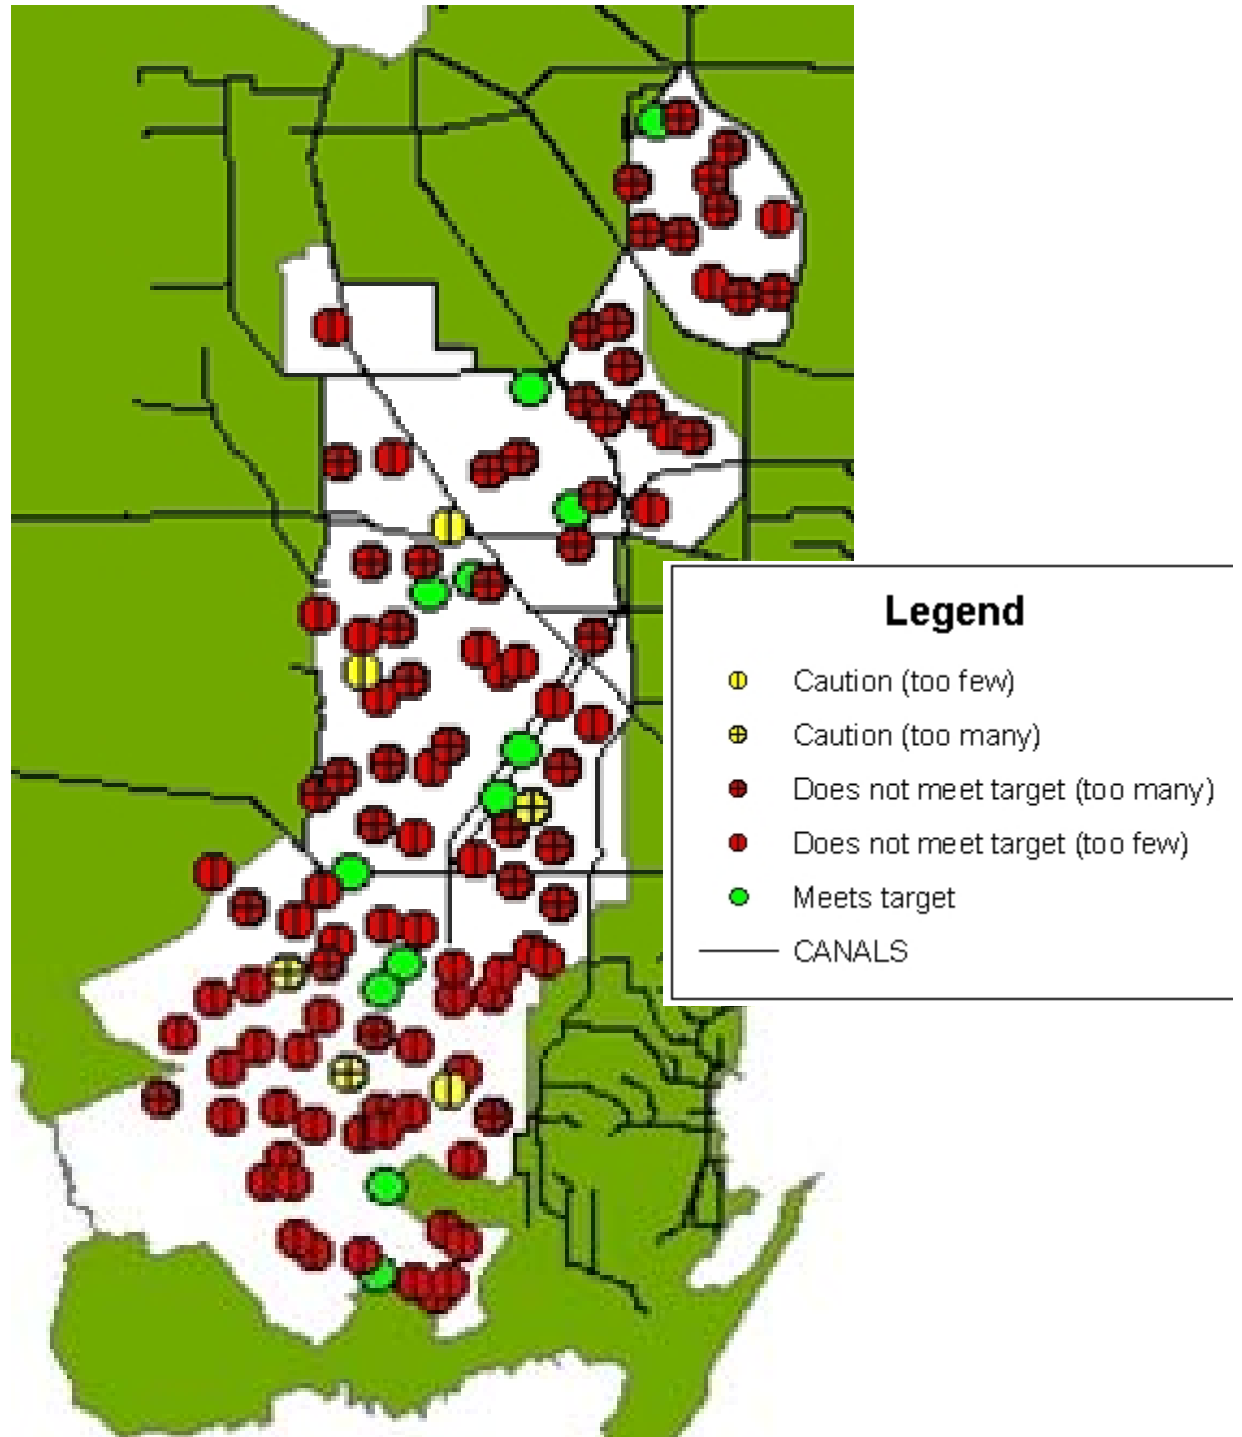 Legend
Caution (too few)
Caution (too many)
Does not meet target (too many)
Does not meet target (too few)
Meets target
CANALS